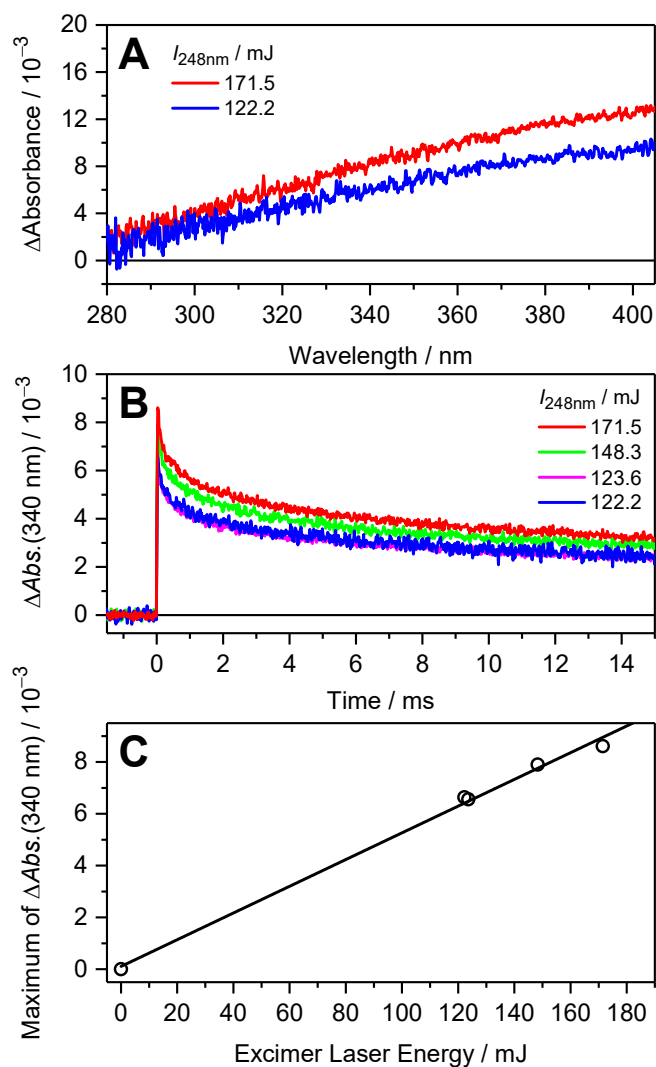 20
16
12
8
4
0
ΔAbsorbance / 10⁻³
A
I₂₄₈ₙₘ / mJ
171.5
122.2
280 300 320 340 360 380 400
Wavelength / nm
10
8
6
4
2
0
ΔAbs.(340 nm) / 10⁻³
B
I₂₄₈ₙₘ / mJ
171.5
148.3
123.6
122.2
0 2 4 6 8 10 12 14
Time / ms
8
6
4
2
0
Maximum of ΔAbs.(340 nm) / 10⁻³
C
0 20 40 60 80 100 120 140 160 180
Excimer Laser Energy / mJ